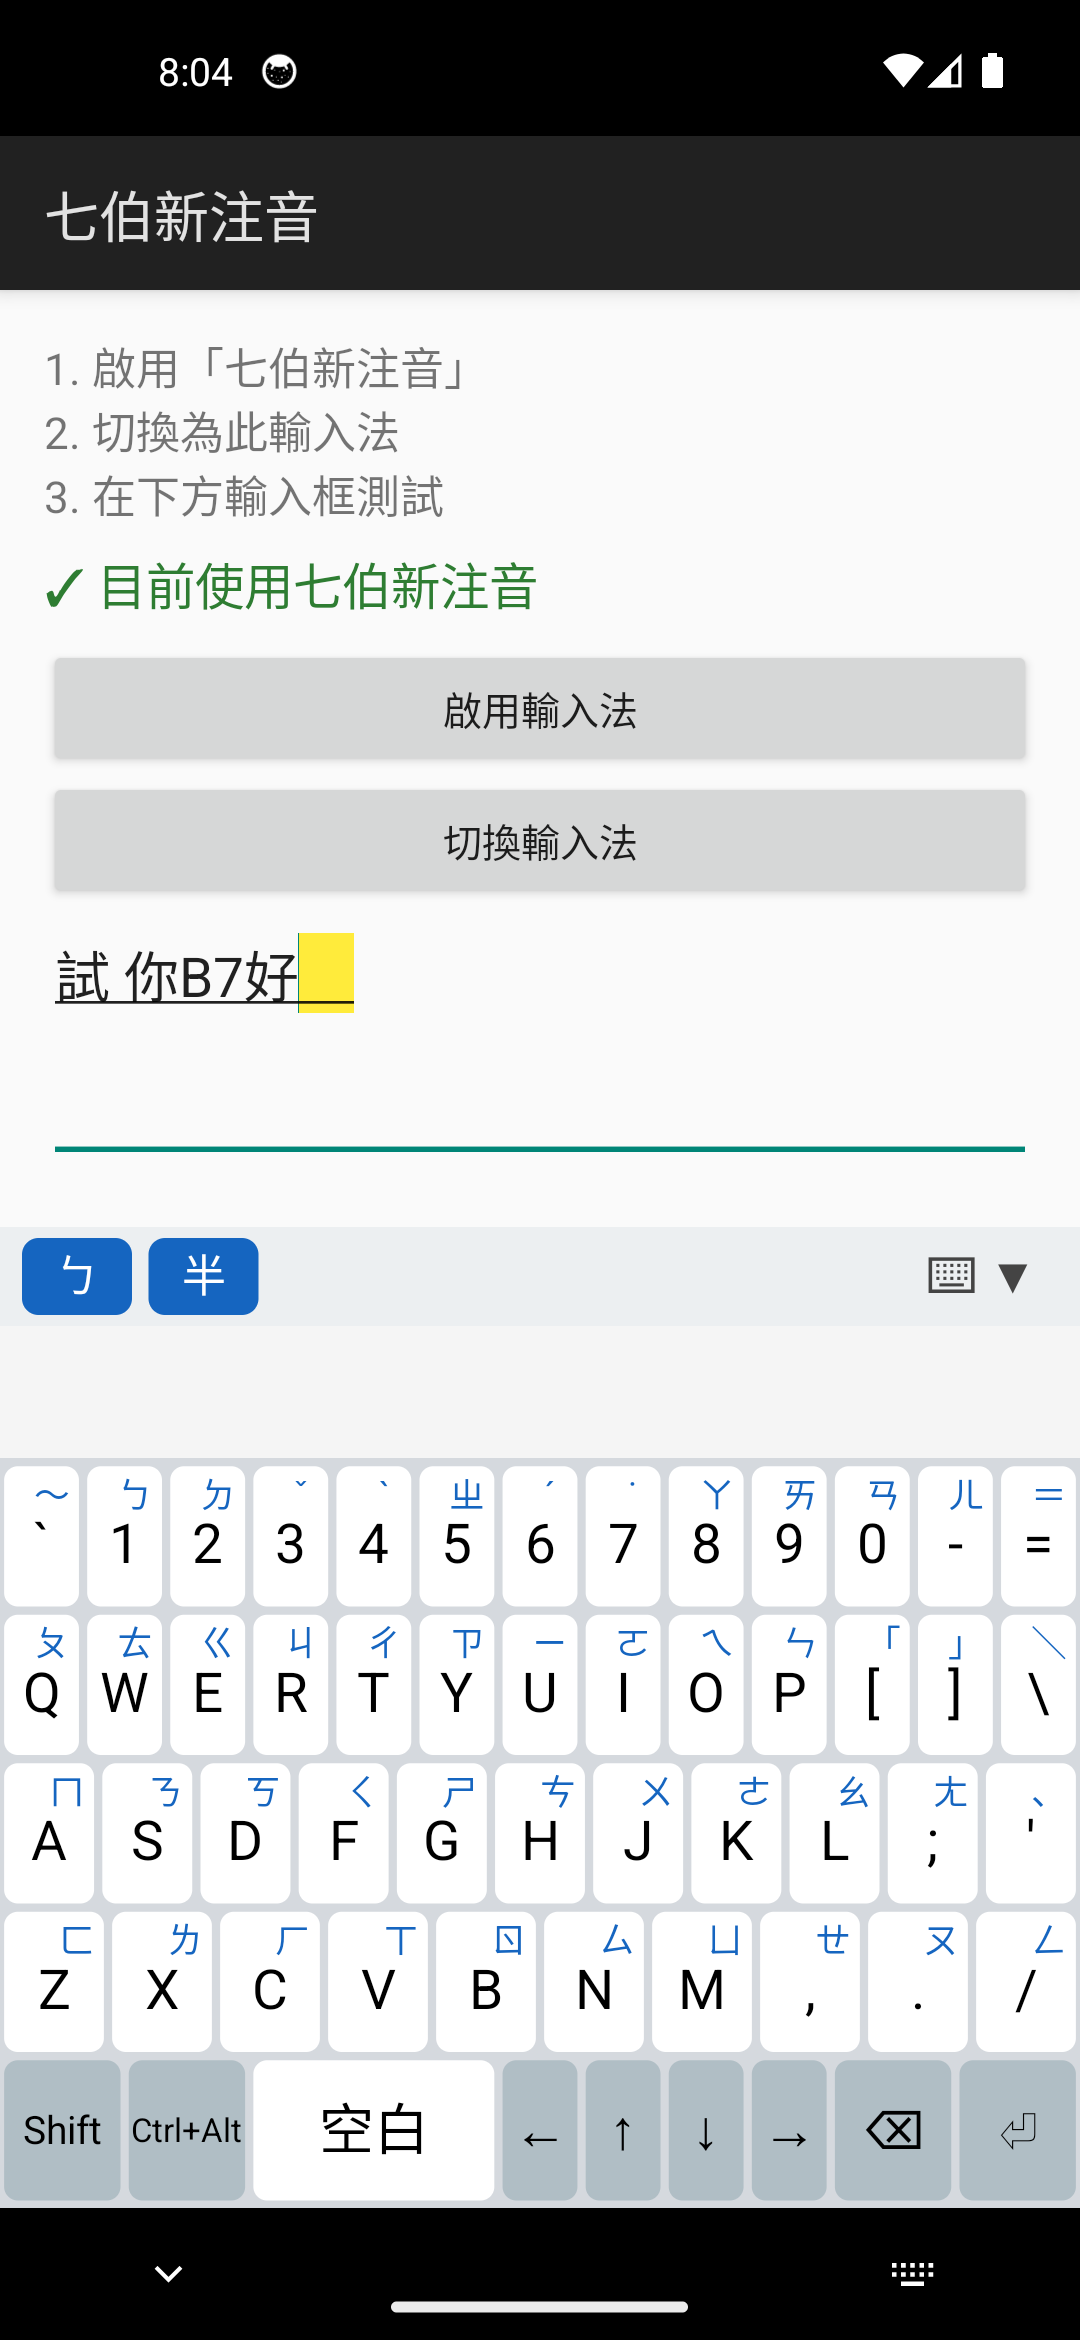 8:04
七伯新注音
1. 啟用「七伯新注音」
2. 切換為此輸入法
3. 在下方輸入框測試
✓ 目前使用七伯新注音
啟用輸入法
切換輸入法
試 你B7好
ㄅ 半 ▼
～ ㄅ ㄉ ˇ ˋ ㄓ ˊ ˙ ㄚ ㄞ ㄢ ㄦ ＝
` 1 2 3 4 5 6 7 8 9 0 - =
ㄆ ㄊ ㄍ ㄐ ㄔ ㄗ ㄧ ㄛ ㄟ ㄣ 「 」 ＼
Q W E R T Y U I O P [ ] \
ㄇ ㄋ ㄎ ㄑ ㄕ ㄘ ㄨ ㄜ ㄠ ㄤ 、
A S D F G H J K L ; '
ㄈ ㄌ ㄏ ㄒ ㄖ ㄙ ㄩ ㄝ ㄡ ㄥ
Z X C V B N M , . /
Shift Ctrl+Alt 空白 ← ↑ ↓ → ⌫ ⏎